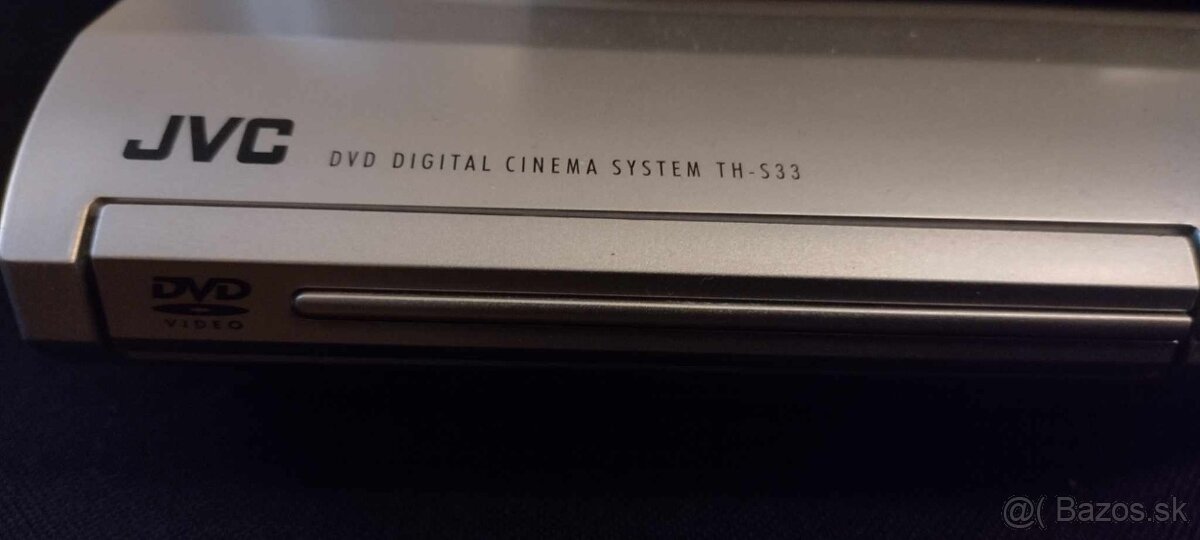 JVC DVD DIGITAL CINEMA SYSTEM TH-S33
DVD
VIDEO
@( Bazos.sk